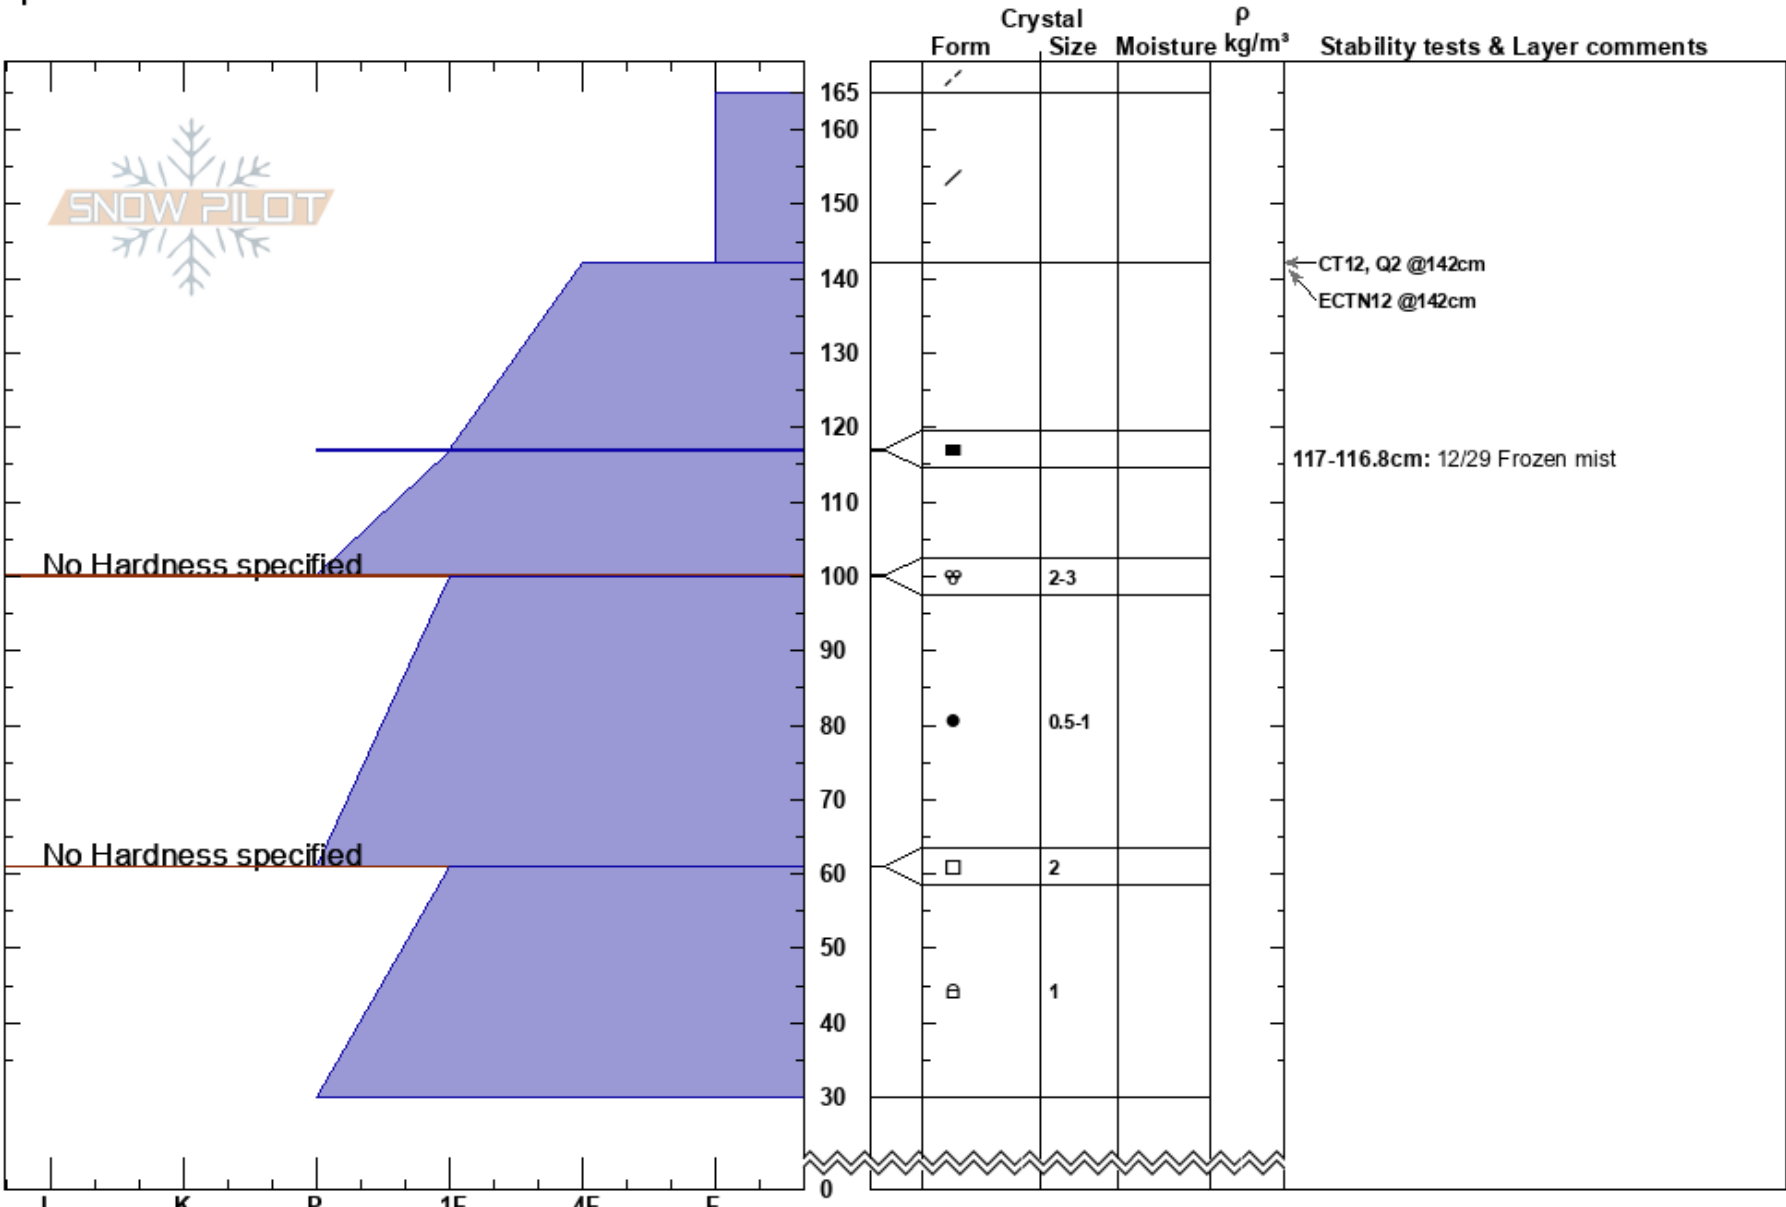 Crystal
ρ
Form Size Moisture kg/m³ Stability tests & Layer comments
165
160
SNOW PILOT
150
CT12, Q2 @142cm
140
ECTN12 @142cm
130
120
117-116.8cm: 12/29 Frozen mist
110
No Hardness specified
100 2-3
90
80 0.5-1
70
No Hardness specified
60 2
50
1
40
30
0
I K P 1F 4F F